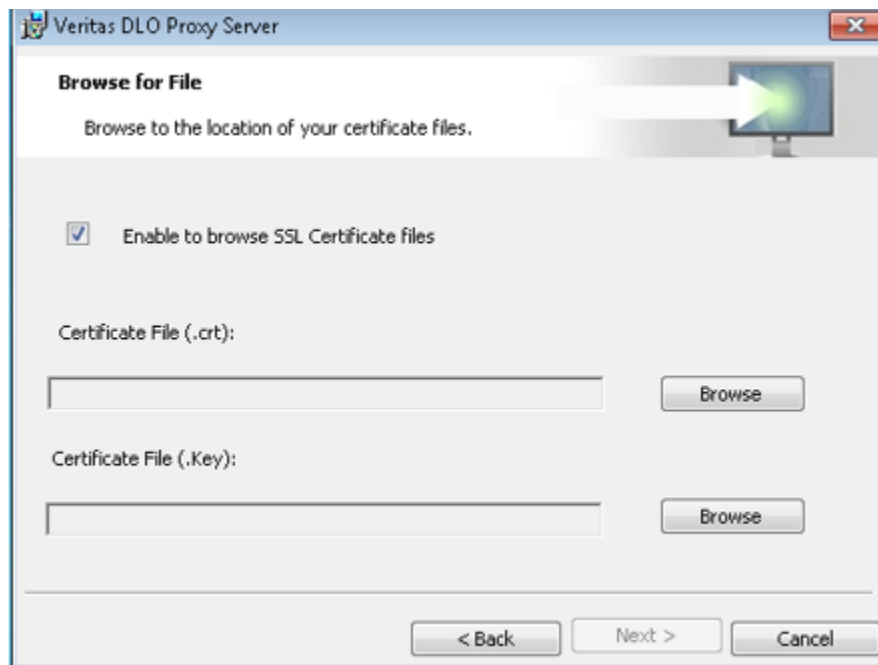 Veritas DLO Proxy Server
Browse for File
Browse to the location of your certificate files.
Enable to browse SSL Certificate files
Certificate File (.crt):
Browse
Certificate File (.Key):
Browse
< Back
Next >
Cancel